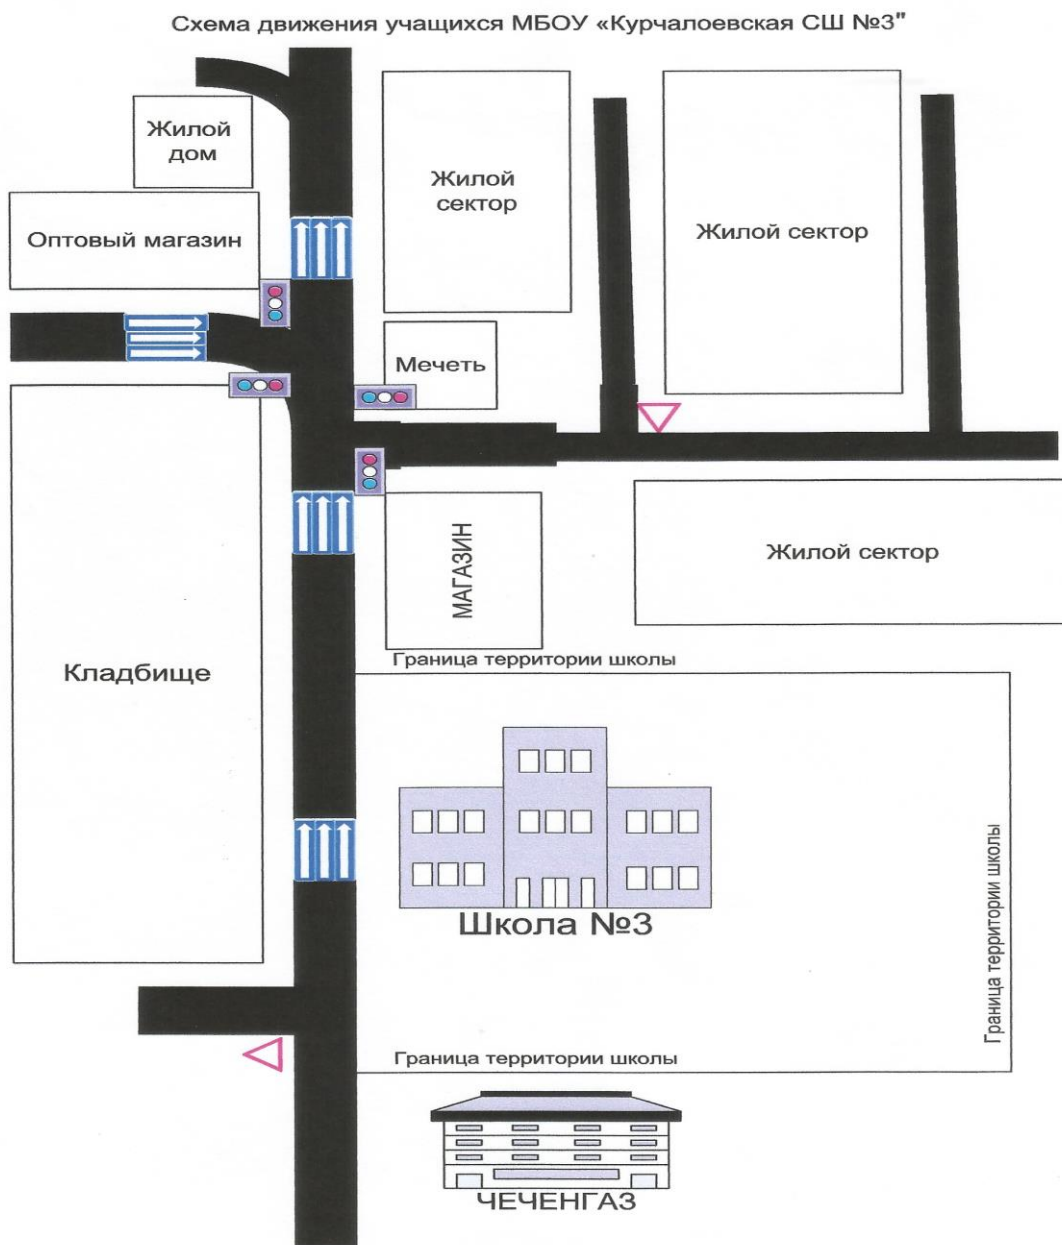 Схема движения учащихся МБОУ «Курчалоевская СШ №3"
Жилой
дом
Жилой
сектор
Жилой сектор
Оптовый магазин
Мечеть
МАГАЗИН
Жилой сектор
Кладбище
Граница территории школы
Школа №3
Граница территории школы
Граница территории школы
ЧЕЧЕНГАЗ